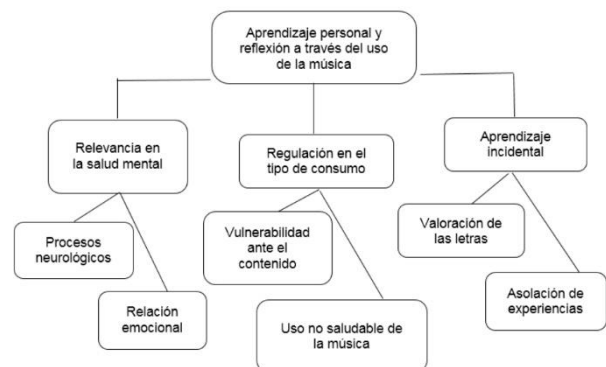 Aprendizaje personal y
reflexión a través del uso
de la música
Relevancia en
la salud mental
Regulación en el
tipo de consumo
Aprendizaje
incidental
Procesos
neurológicos
Relación
emocional
Vulnerabilidad
ante el
contenido
Uso no saludable de
la música
Valoración de
las letras
Asolación de
experiencias